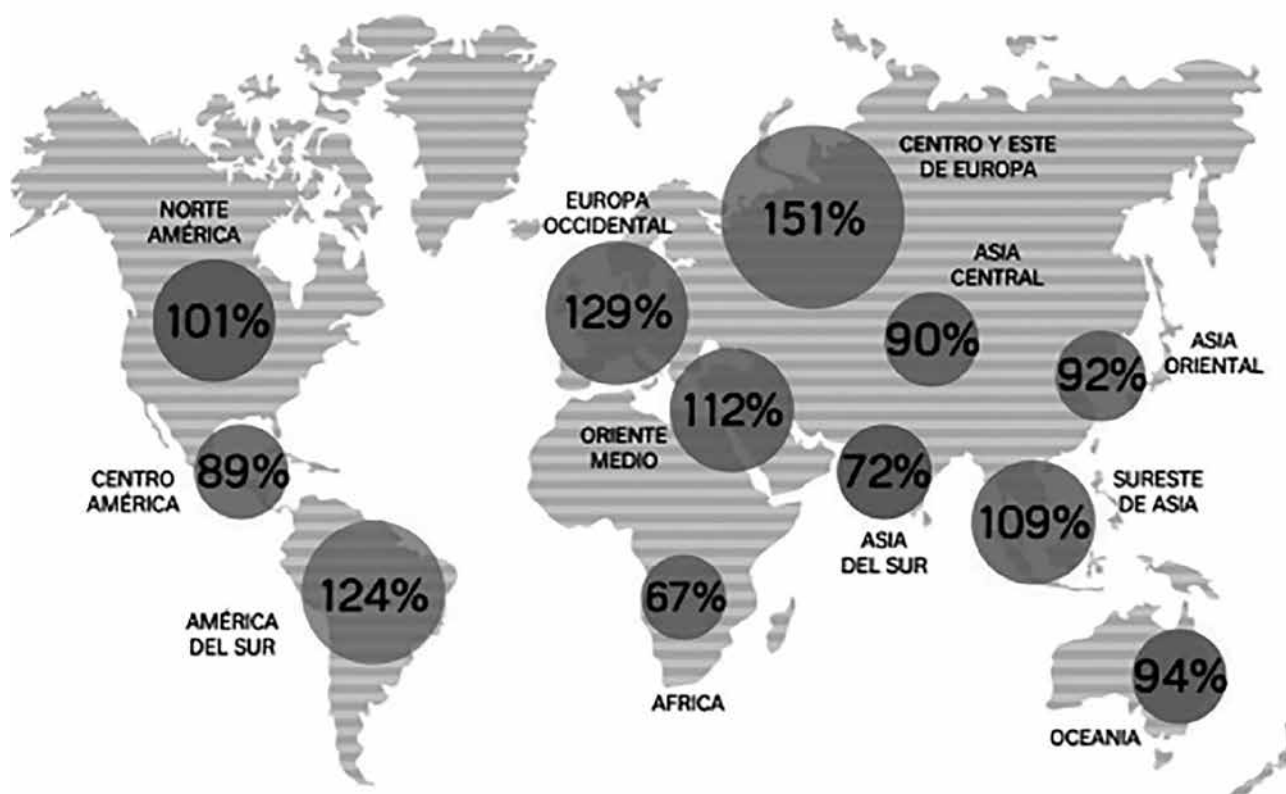 NORTE
AMÉRICA
101%
CENTRO
AMÉRICA
89%
AMÉRICA
DEL SUR
124%
EUROPA
OCCIDENTAL
129%
CENTRO Y ESTE
DE EUROPA
151%
ASIA
CENTRAL
90%
ASIA
ORIENTAL
92%
ORIENTE
MEDIO
112%
ASIA
DEL SUR
72%
SURESTE
DE ASIA
109%
AFRICA
67%
OCEANIA
94%